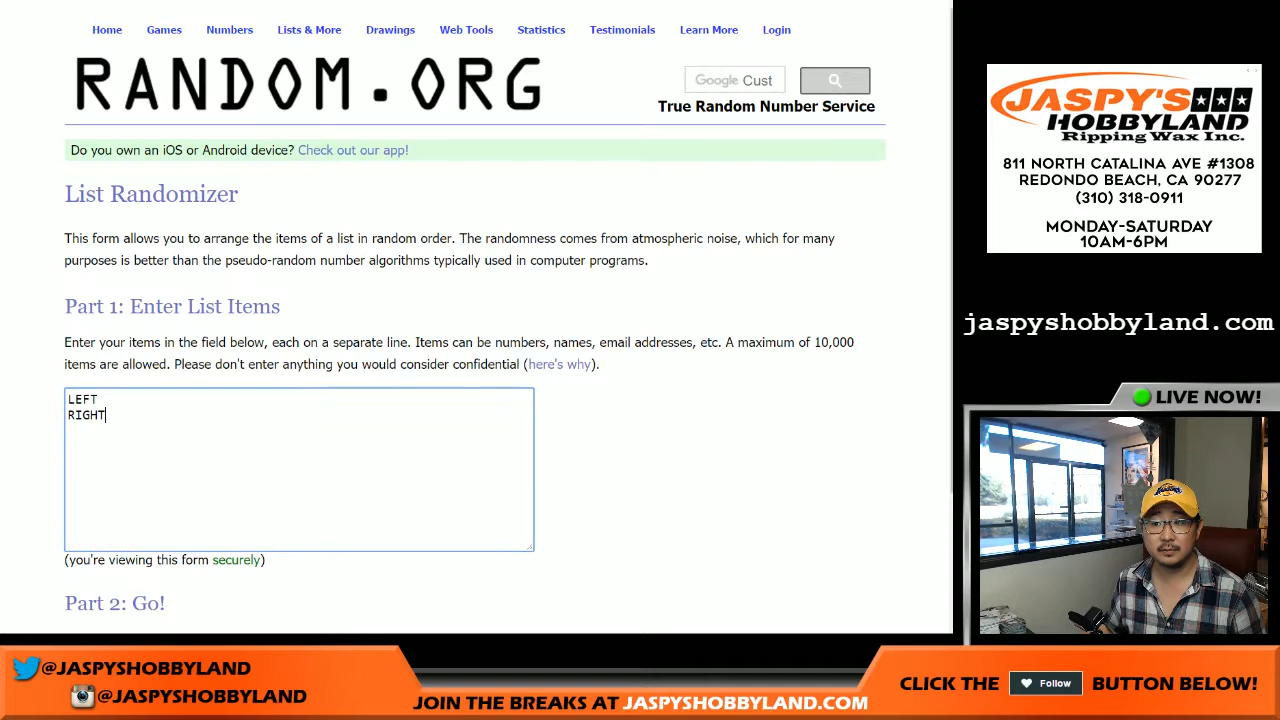 Home Games Numbers Lists & More Drawings Web Tools Statistics Testimonials Learn More Login
RANDOM.ORG
Google Cust
True Random Number Service
Do you own an iOS or Android device? Check out our app!
List Randomizer
This form allows you to arrange the items of a list in random order. The randomness comes from atmospheric noise, which for many
purposes is better than the pseudo-random number algorithms typically used in computer programs.
Part 1: Enter List Items
Enter your items in the field below, each on a separate line. Items can be numbers, names, email addresses, etc. A maximum of 10,000
items are allowed. Please don't enter anything you would consider confidential (here's why).
LEFT
RIGHT
(you're viewing this form securely)
Part 2: Go!
JASPY'S
HOBBYLAND
Ripping Wax Inc.
811 NORTH CATALINA AVE #1308
REDONDO BEACH, CA 90277
(310) 318-0911
MONDAY-SATURDAY
10AM-6PM
jaspyshobbyland.com
LIVE NOW!
@JASPYSHOBBYLAND
@JASPYSHOBBYLAND
JOIN THE BREAKS AT JASPYSHOBBYLAND.COM
CLICK THE Follow BUTTON BELOW!